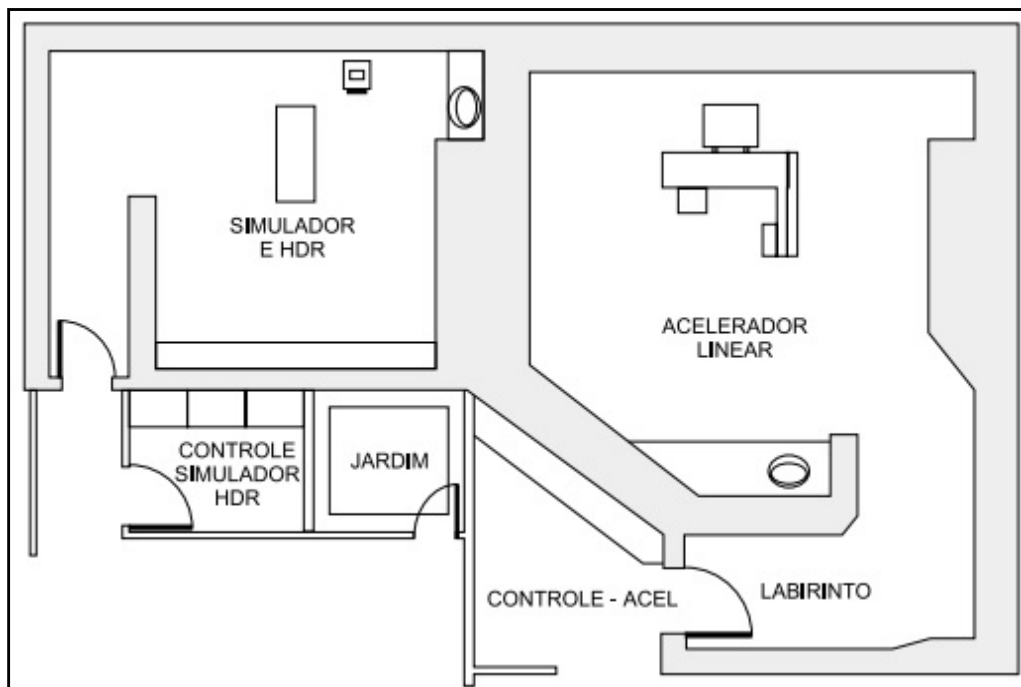 SIMULADOR
E HDR
ACELERADOR
LINEAR
CONTROLE
SIMULADOR
HDR
JARDIM
CONTROLE - ACEL
LABIRINTO